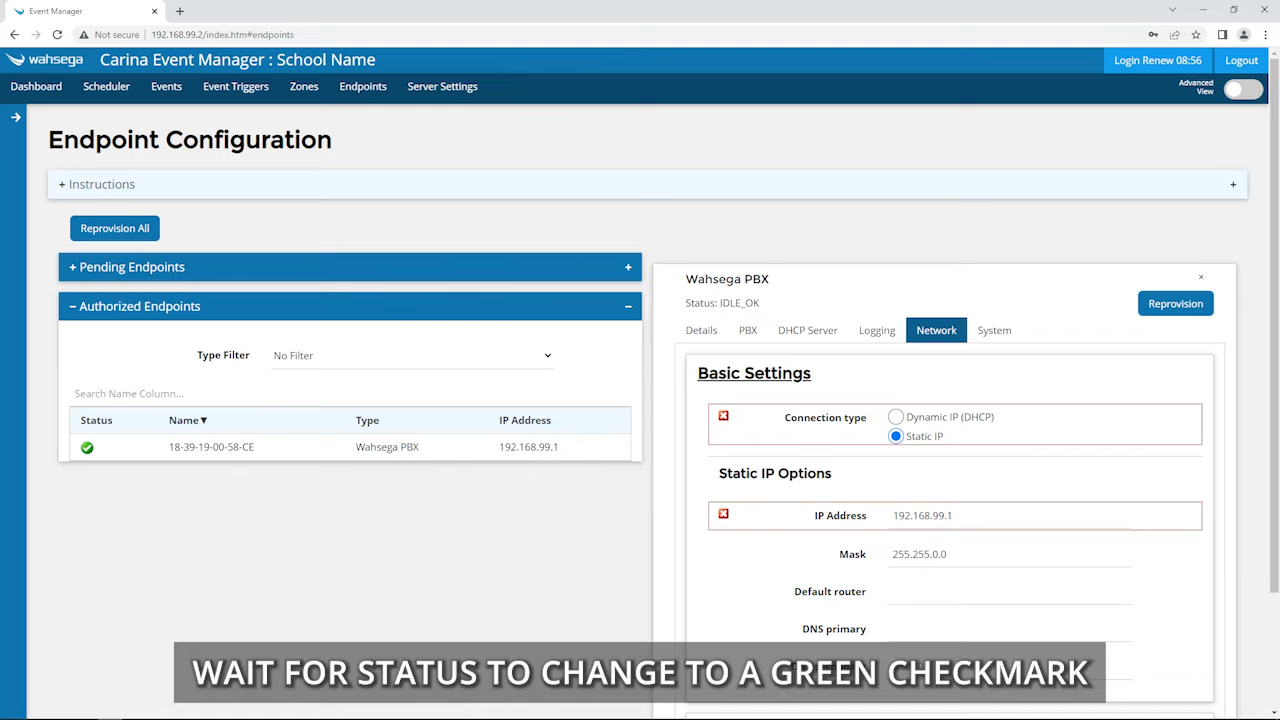 Event Manager
Not secure
192.168.99.2/index.htm#endpoints
wahsega
Carina Event Manager : School Name
Login Renew 08:56
Logout
Dashboard
Scheduler
Events
Event Triggers
Zones
Endpoints
Server Settings
Advanced
View
Endpoint Configuration
+ Instructions
+
Reprovision All
+ Pending Endpoints
+
− Authorized Endpoints
−
Type Filter
No Filter
Search Name Column...
Status
Name▼
Type
IP Address
18-39-19-00-58-CE
Wahsega PBX
192.168.99.1
Wahsega PBX
×
Status: IDLE_OK
Reprovision
Details
PBX
DHCP Server
Logging
Network
System
Basic Settings
Connection type
Dynamic IP (DHCP)
Static IP
Static IP Options
IP Address
192.168.99.1
Mask
255.255.0.0
Default router
DNS primary
WAIT FOR STATUS TO CHANGE TO A GREEN CHECKMARK